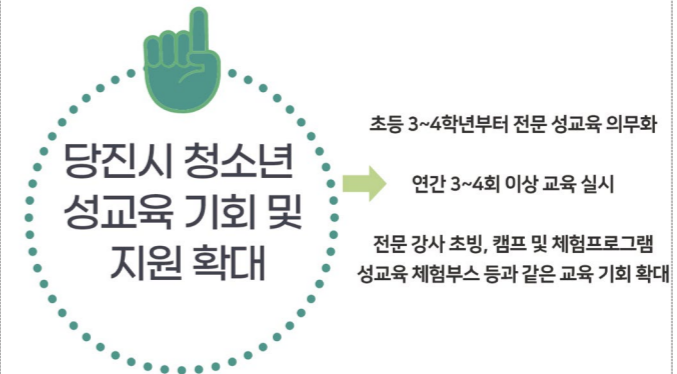 당진시 청소년
성교육 기회 및
지원 확대
초등 3~4학년부터 전문 성교육 의무화
연간 3~4회 이상 교육 실시
전문 강사 초빙, 캠프 및 체험프로그램
성교육 체험부스 등과 같은 교육 기회 확대